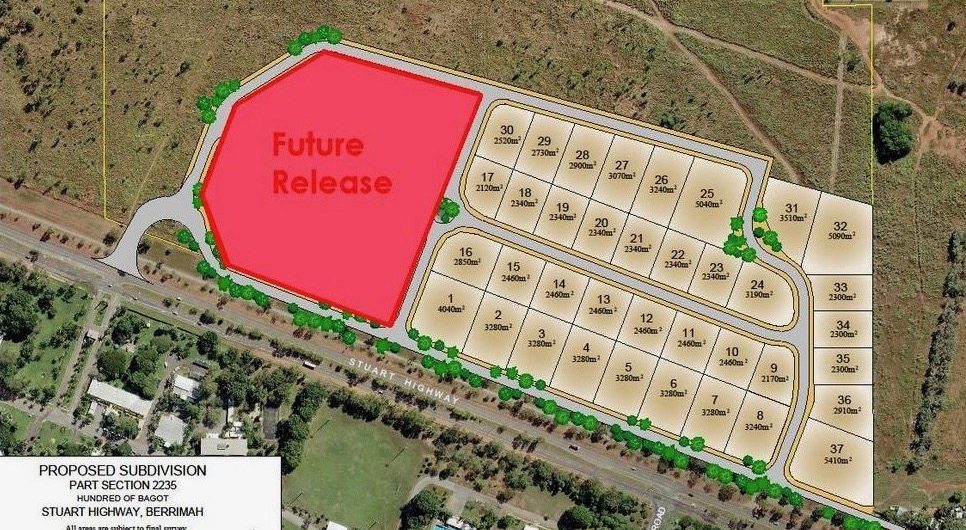 Future
Release
30
2520m²
29
2730m²
28
2900m²
27
3070m²
26
3240m²
25
5040m²
17
2120m²
18
2340m²
19
2340m²
20
2340m²
21
2340m²
22
2340m²
23
2340m²
24
3190m²
31
3510m²
32
5090m²
33
2300m²
34
2300m²
35
2300m²
36
2910m²
37
5410m²
16
2850m²
15
2460m²
14
2460m²
13
2460m²
12
2460m²
11
2460m²
10
2460m²
9
2170m²
1
4040m²
2
3280m²
3
3280m²
4
3280m²
5
3280m²
6
3280m²
7
3280m²
8
3240m²
STUART HIGHWAY
ROAD
PROPOSED SUBDIVISION
PART SECTION 2235
HUNDRED OF BAGOT
STUART HIGHWAY, BERRIMAH
All areas are subject to final survey